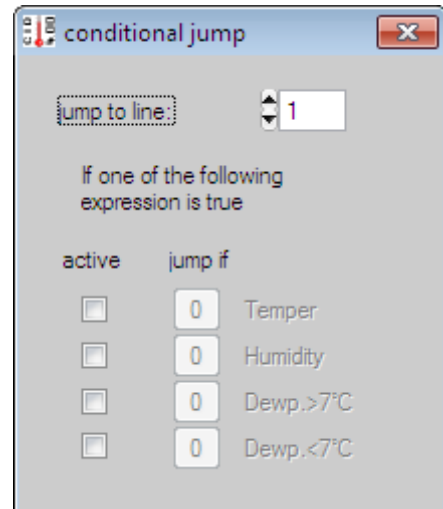 conditional jump
jump to line: 1
If one of the following
expression is true
active jump if
0 Temper
0 Humidity
0 Dewp.>7°C
0 Dewp.<7°C